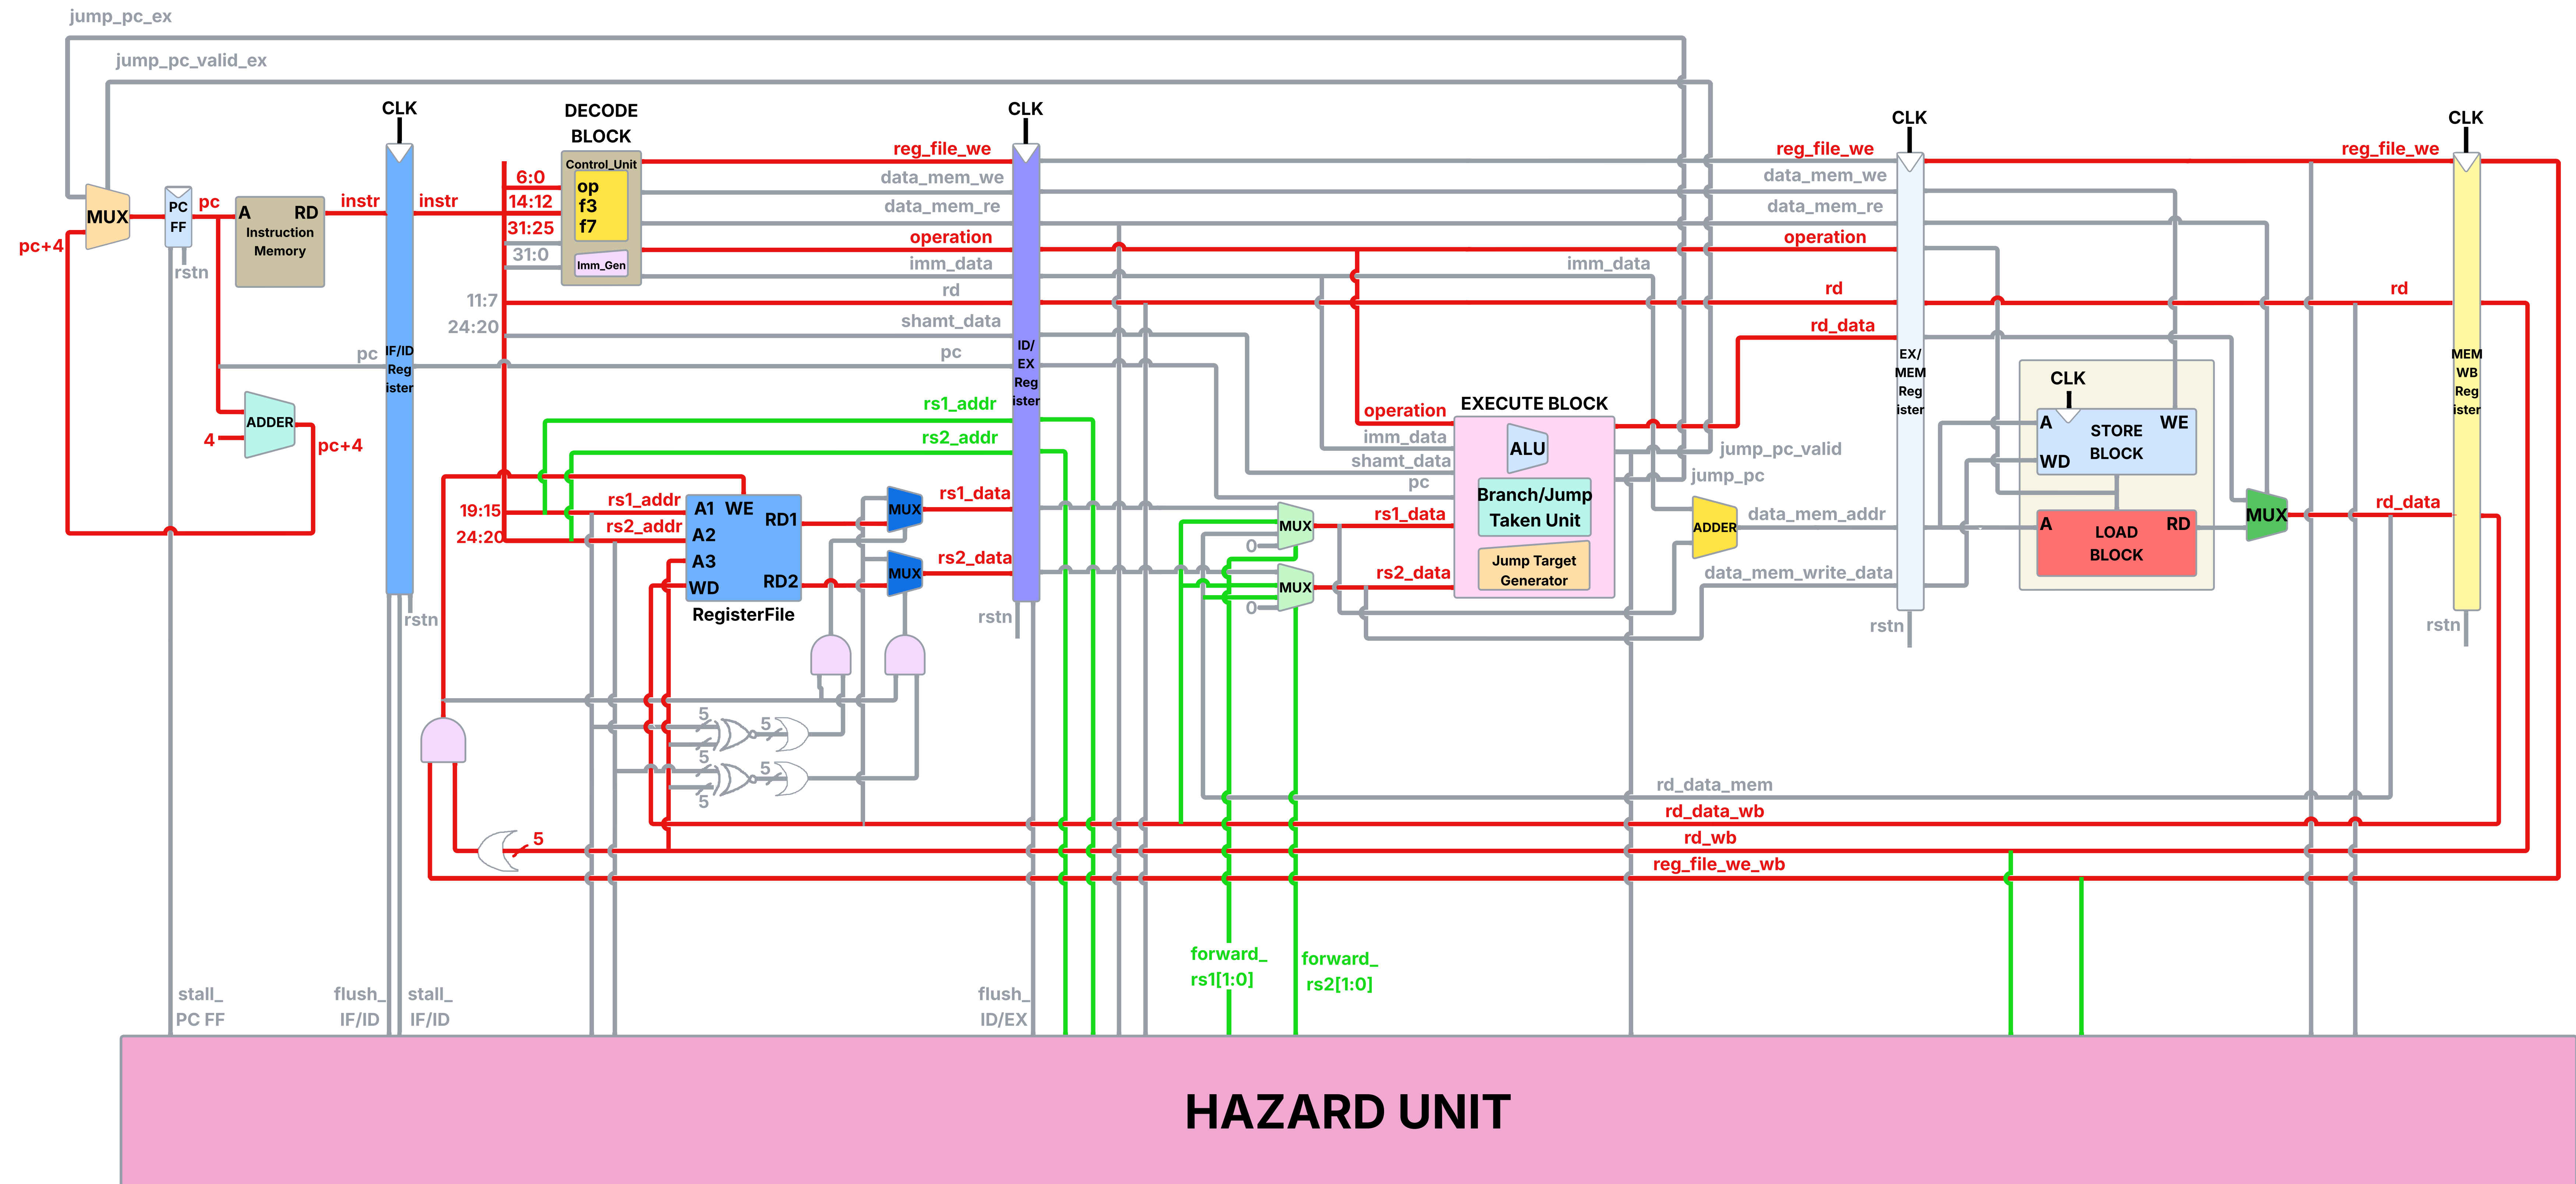 jump_pc_ex
jump_pc_valid_ex
CLK
DECODE
BLOCK
CLK
CLK
CLK
reg_file_we
reg_file_we
reg_file_we
Control_Unit
op
f3
f7
Imm_Gen
6:0
14:12
31:25
31:0
11:7
24:20
data_mem_we
data_mem_we
data_mem_re
data_mem_re
operation
operation
imm_data
imm_data
rd
rd
rd
shamt_data
pc
MUX
pc+4
PC
FF
rstn
pc
A
RD
Instruction
Memory
instr
instr
pc
IF/ID
Reg
ister
ADDER
4
pc+4
ID/
EX
Reg
ister
rd_data
EX/
MEM
Reg
ister
MEM
WB
Reg
ister
rs1_addr
rs2_addr
19:15
24:20
rs1_addr
rs2_addr
A1
WE
A2
A3
WD
RD1
RD2
RegisterFile
MUX
MUX
rs1_data
rs2_data
rstn
rstn
EXECUTE BLOCK
operation
imm_data
shamt_data
pc
rs1_data
rs2_data
ALU
Branch/Jump
Taken Unit
Jump Target
Generator
MUX
0
MUX
0
jump_pc_valid
jump_pc
ADDER
data_mem_addr
data_mem_write_data
rstn
CLK
A
WE
STORE
BLOCK
WD
A
RD
LOAD
BLOCK
MUX
rd_data
rstn
5
5
5
5
5
5
5
rd_data_mem
rd_data_wb
rd_wb
reg_file_we_wb
stall_
PC FF
flush_
IF/ID
stall_
IF/ID
flush_
ID/EX
forward_
rs1[1:0]
forward_
rs2[1:0]
HAZARD UNIT